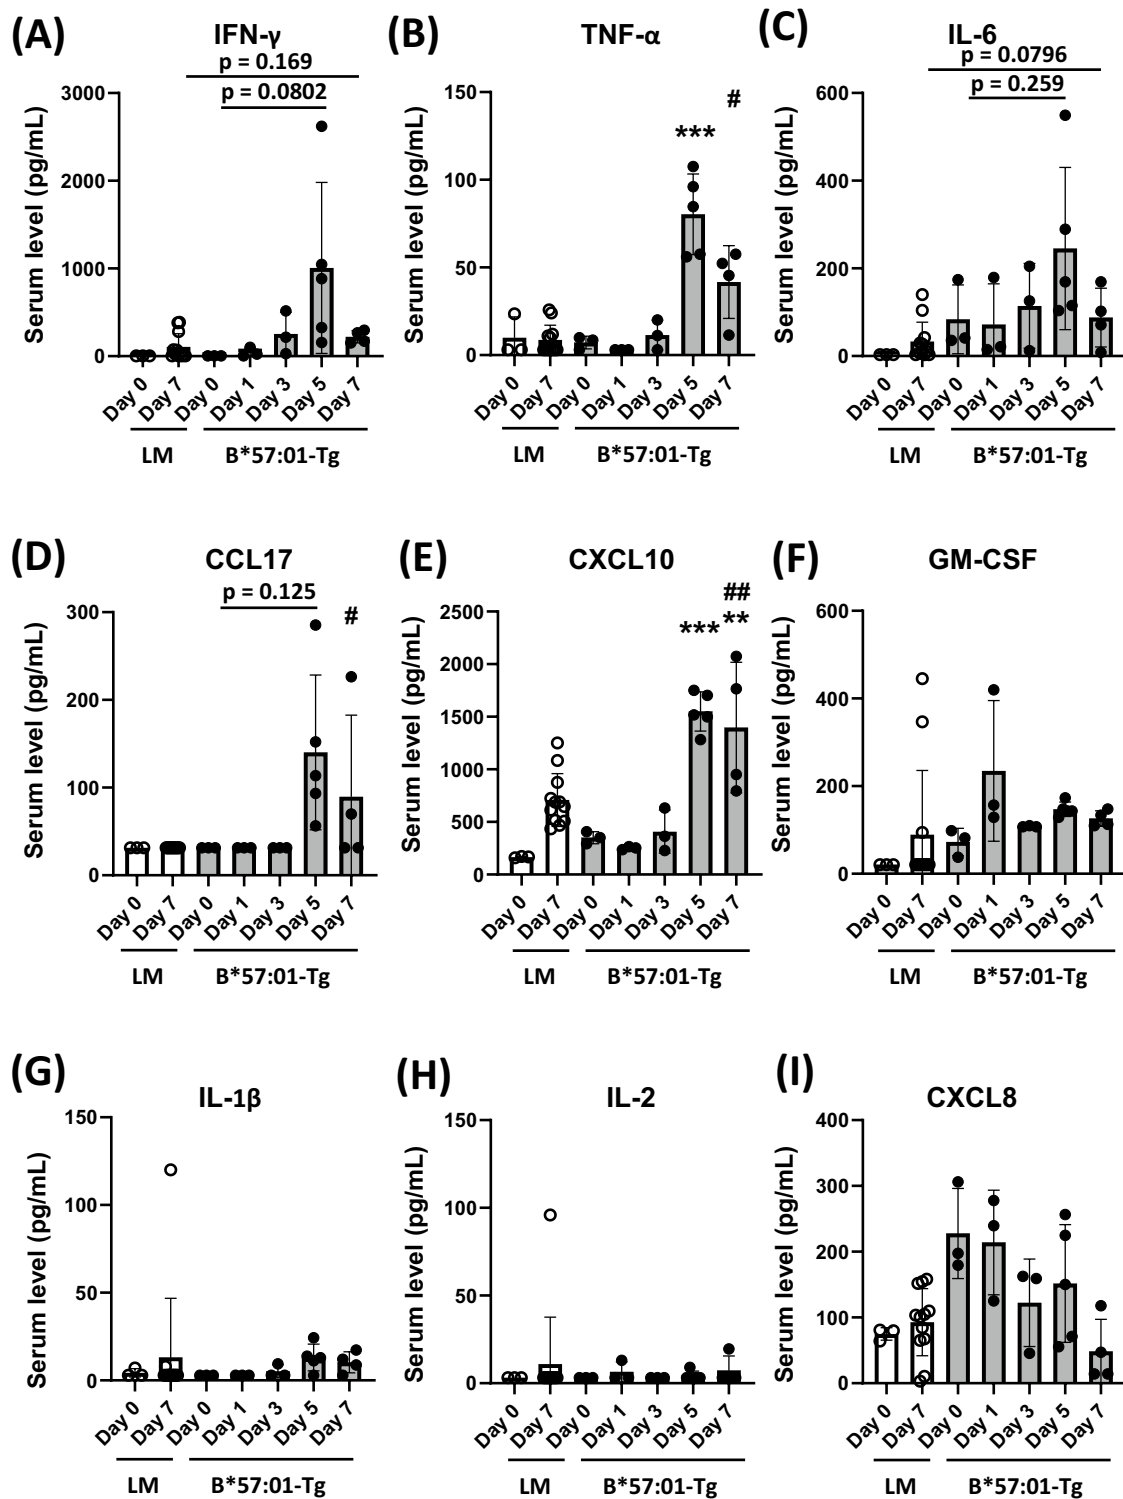 (A)
IFN-γ
p = 0.169
p = 0.0802
Serum level (pg/mL)
3000
2000
1000
0
Day 0
Day 7
Day 0
Day 1
Day 3
Day 5
Day 7
LM
B*57:01-Tg
(B)
TNF-α
#
***
Serum level (pg/mL)
150
100
50
0
Day 0
Day 7
Day 0
Day 1
Day 3
Day 5
Day 7
LM
B*57:01-Tg
(C)
IL-6
p = 0.0796
p = 0.259
Serum level (pg/mL)
600
400
200
0
Day 0
Day 7
Day 0
Day 1
Day 3
Day 5
Day 7
LM
B*57:01-Tg
(D)
CCL17
p = 0.125
#
Serum level (pg/mL)
300
200
100
0
Day 0
Day 7
Day 0
Day 1
Day 3
Day 5
Day 7
LM
B*57:01-Tg
(E)
CXCL10
##
*** **
Serum level (pg/mL)
2500
2000
1500
1000
500
0
Day 0
Day 7
Day 0
Day 1
Day 3
Day 5
Day 7
LM
B*57:01-Tg
(F)
GM-CSF
Serum level (pg/mL)
600
400
200
0
Day 0
Day 7
Day 0
Day 1
Day 3
Day 5
Day 7
LM
B*57:01-Tg
(G)
IL-1β
Serum level (pg/mL)
150
100
50
0
Day 0
Day 7
Day 0
Day 1
Day 3
Day 5
Day 7
LM
B*57:01-Tg
(H)
IL-2
Serum level (pg/mL)
150
100
50
0
Day 0
Day 7
Day 0
Day 1
Day 3
Day 5
Day 7
LM
B*57:01-Tg
(I)
CXCL8
Serum level (pg/mL)
400
300
200
100
0
Day 0
Day 7
Day 0
Day 1
Day 3
Day 5
Day 7
LM
B*57:01-Tg